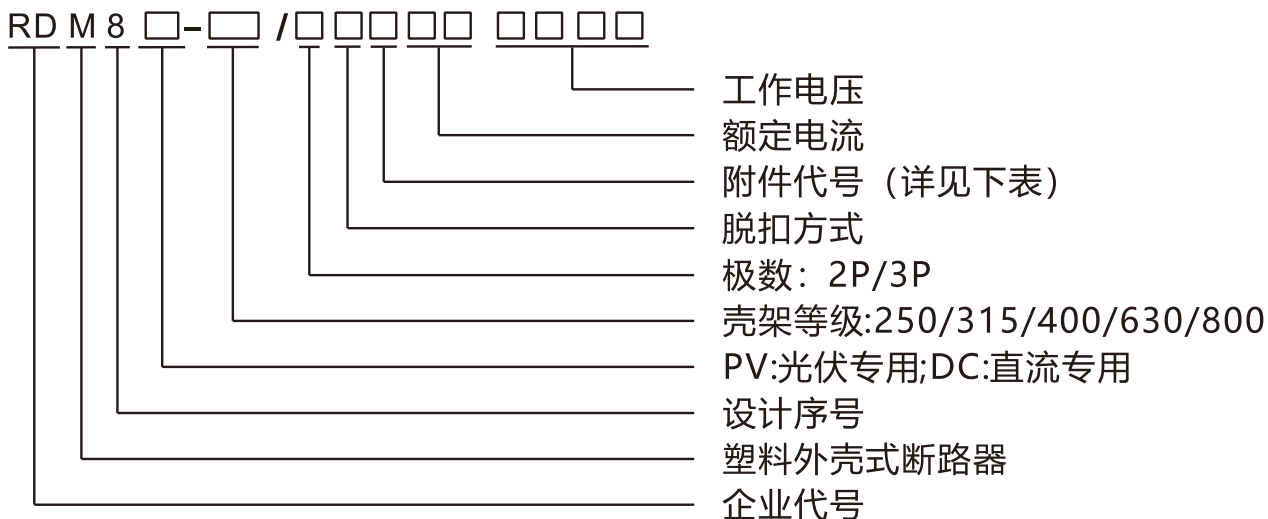 RD M 8 □-□ /□□□□□ □□□□
工作电压
额定电流
附件代号（详见下表）
脱扣方式
极数：2P/3P
壳架等级:250/315/400/630/800
PV:光伏专用;DC:直流专用
设计序号
塑料外壳式断路器
企业代号